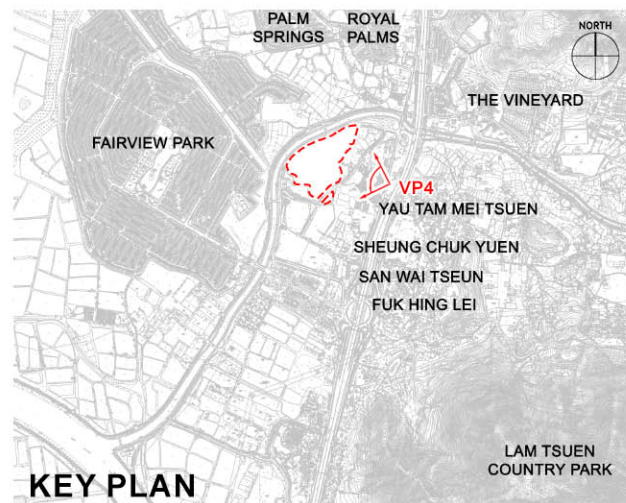 PALM
SPRINGS
ROYAL
PALMS
NORTH
THE VINEYARD
FAIRVIEW PARK
VP4
YAU TAM MEI TSUEN
SHEUNG CHUK YUEN
SAN WAI TSEUN
FUK HING LEI
LAM TSUEN
COUNTRY PARK
KEY PLAN